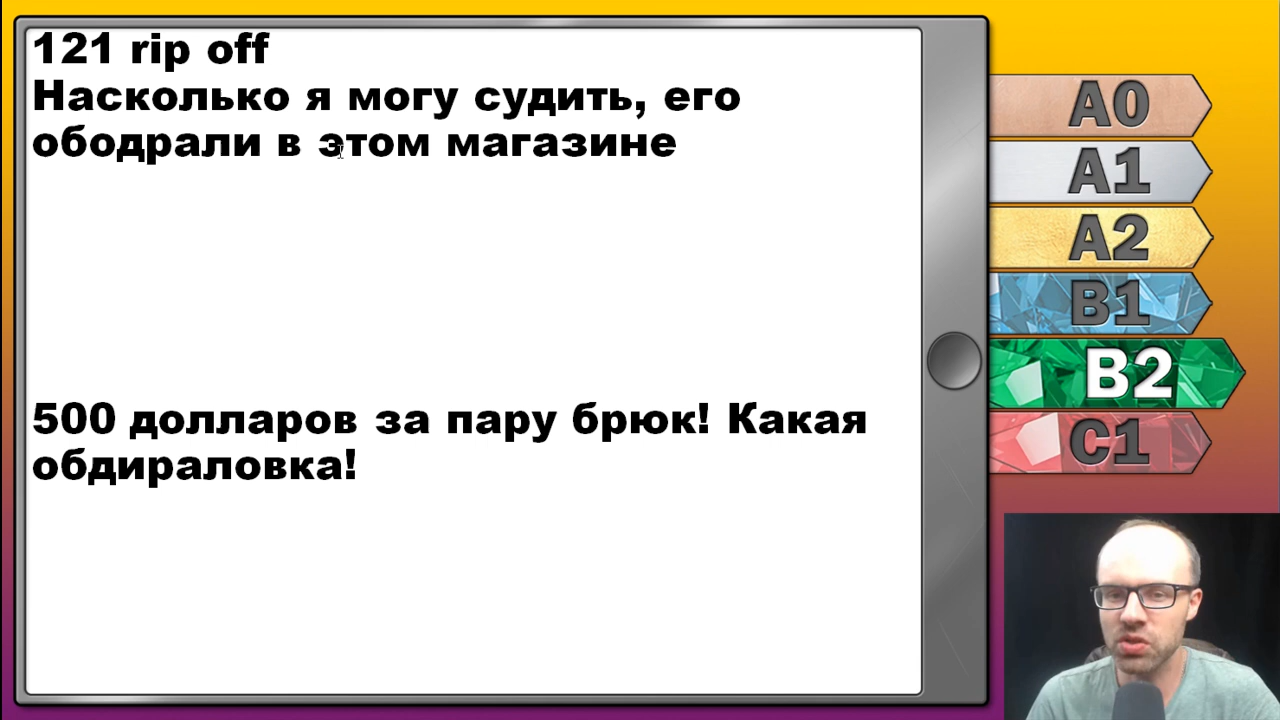 121 rip off
Насколько я могу судить, его
ободрали в этом магазине
500 долларов за пару брюк! Какая
обдираловка!
A0
A1
A2
B1
B2
C1